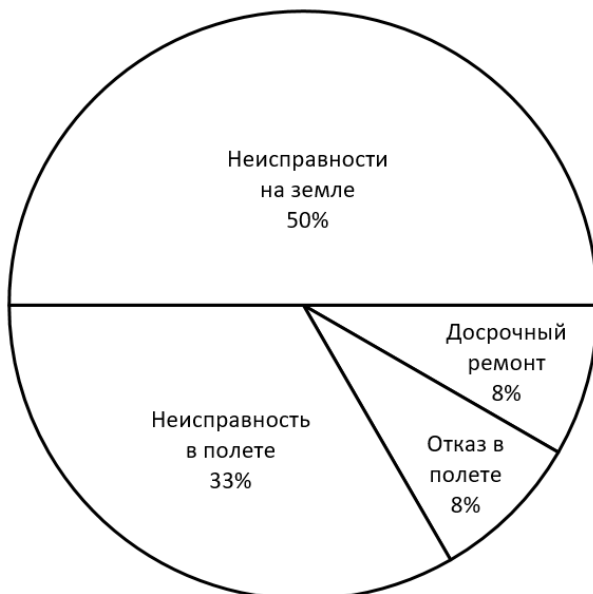 Неисправности
на земле
50%
Досрочный
ремонт
8%
Отказ в
полете
8%
Неисправность
в полете
33%